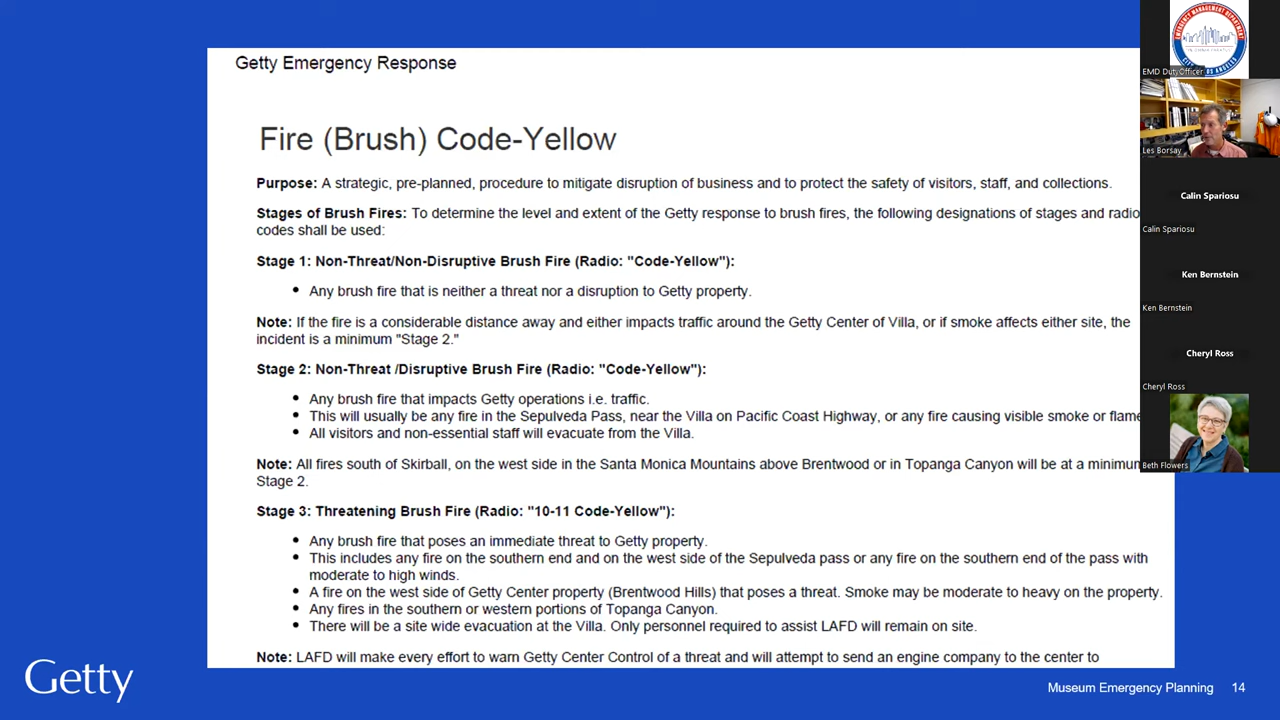 Getty Emergency Response
Fire (Brush) Code-Yellow
Purpose: A strategic, pre-planned, procedure to mitigate disruption of business and to protect the safety of visitors, staff, and collections.
Stages of Brush Fires: To determine the level and extent of the Getty response to brush fires, the following designations of stages and radio
codes shall be used:
Stage 1: Non-Threat/Non-Disruptive Brush Fire (Radio: "Code-Yellow"):
• Any brush fire that is neither a threat nor a disruption to Getty property.
Note: If the fire is a considerable distance away and either impacts traffic around the Getty Center of Villa, or if smoke affects either site, the
incident is a minimum "Stage 2."
Stage 2: Non-Threat /Disruptive Brush Fire (Radio: "Code-Yellow"):
• Any brush fire that impacts Getty operations i.e. traffic.
• This will usually be any fire in the Sepulveda Pass, near the Villa on Pacific Coast Highway, or any fire causing visible smoke or flame
• All visitors and non-essential staff will evacuate from the Villa.
Note: All fires south of Skirball, on the west side in the Santa Monica Mountains above Brentwood or in Topanga Canyon will be at a minimum
Stage 2.
Stage 3: Threatening Brush Fire (Radio: "10-11 Code-Yellow"):
• Any brush fire that poses an immediate threat to Getty property.
• This includes any fire on the southern end and on the west side of the Sepulveda pass or any fire on the southern end of the pass with
moderate to high winds.
• A fire on the west side of Getty Center property (Brentwood Hills) that poses a threat. Smoke may be moderate to heavy on the property.
• Any fires in the southern or western portions of Topanga Canyon.
• There will be a site wide evacuation at the Villa. Only personnel required to assist LAFD will remain on site.
Note: LAFD will make every effort to warn Getty Center Control of a threat and will attempt to send an engine company to the center to
Getty
Museum Emergency Planning 14
EMERGENCY MANAGEMENT DEPARTMENT
EMD DutyOfficer
Les Borsay
Calin Spariosu
Calin Spariosu
Ken Bernstein
Ken Bernstein
Cheryl Ross
Cheryl Ross
Beth Flowers